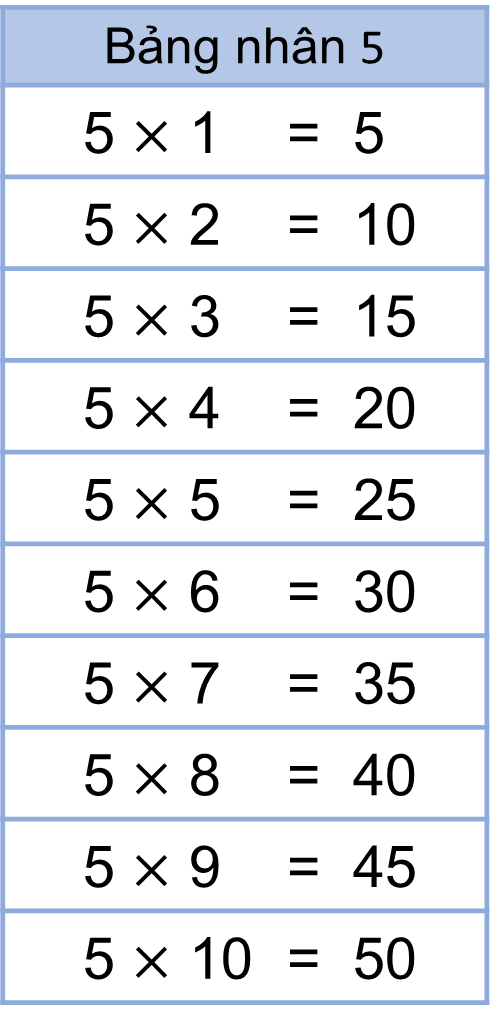 Bảng nhân 5
5 × 1 = 5
5 × 2 = 10
5 × 3 = 15
5 × 4 = 20
5 × 5 = 25
5 × 6 = 30
5 × 7 = 35
5 × 8 = 40
5 × 9 = 45
5 × 10 = 50